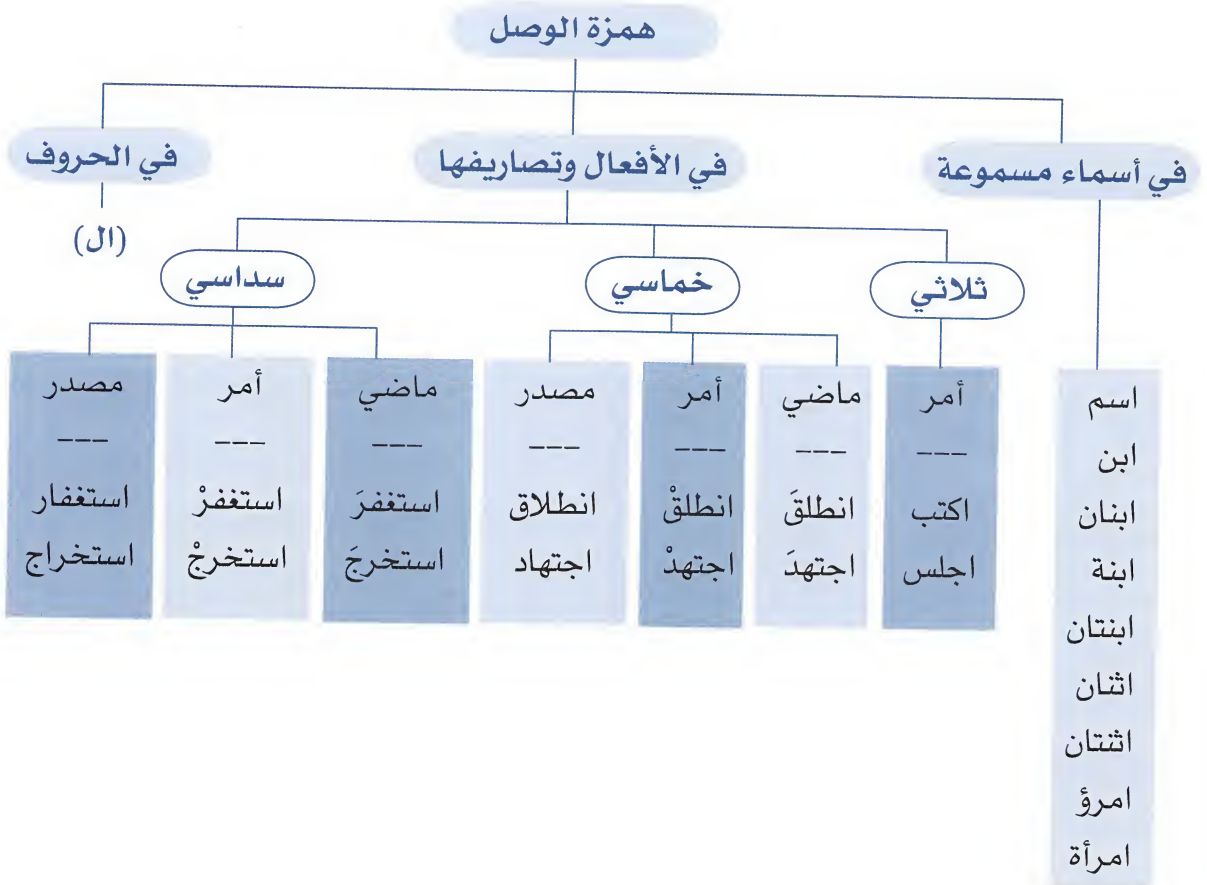 همزة الوصل
في أسماء مسموعة
في الأفعال وتصاريفها
في الحروف
(ال)
ثلاثي
خماسي
سداسي
اسم
ابن
ابنان
ابنة
ابنتان
اثنان
اثنتان
امرؤ
امرأة
أمر
---
اكتب
اجلس
ماضي
---
انطلقَ
اجتهدَ
أمر
---
انطلقْ
اجتهدْ
مصدر
---
انطلاق
اجتهاد
ماضي
---
استغفرَ
استخرجَ
أمر
---
استغفرْ
استخرجْ
مصدر
---
استغفار
استخراج